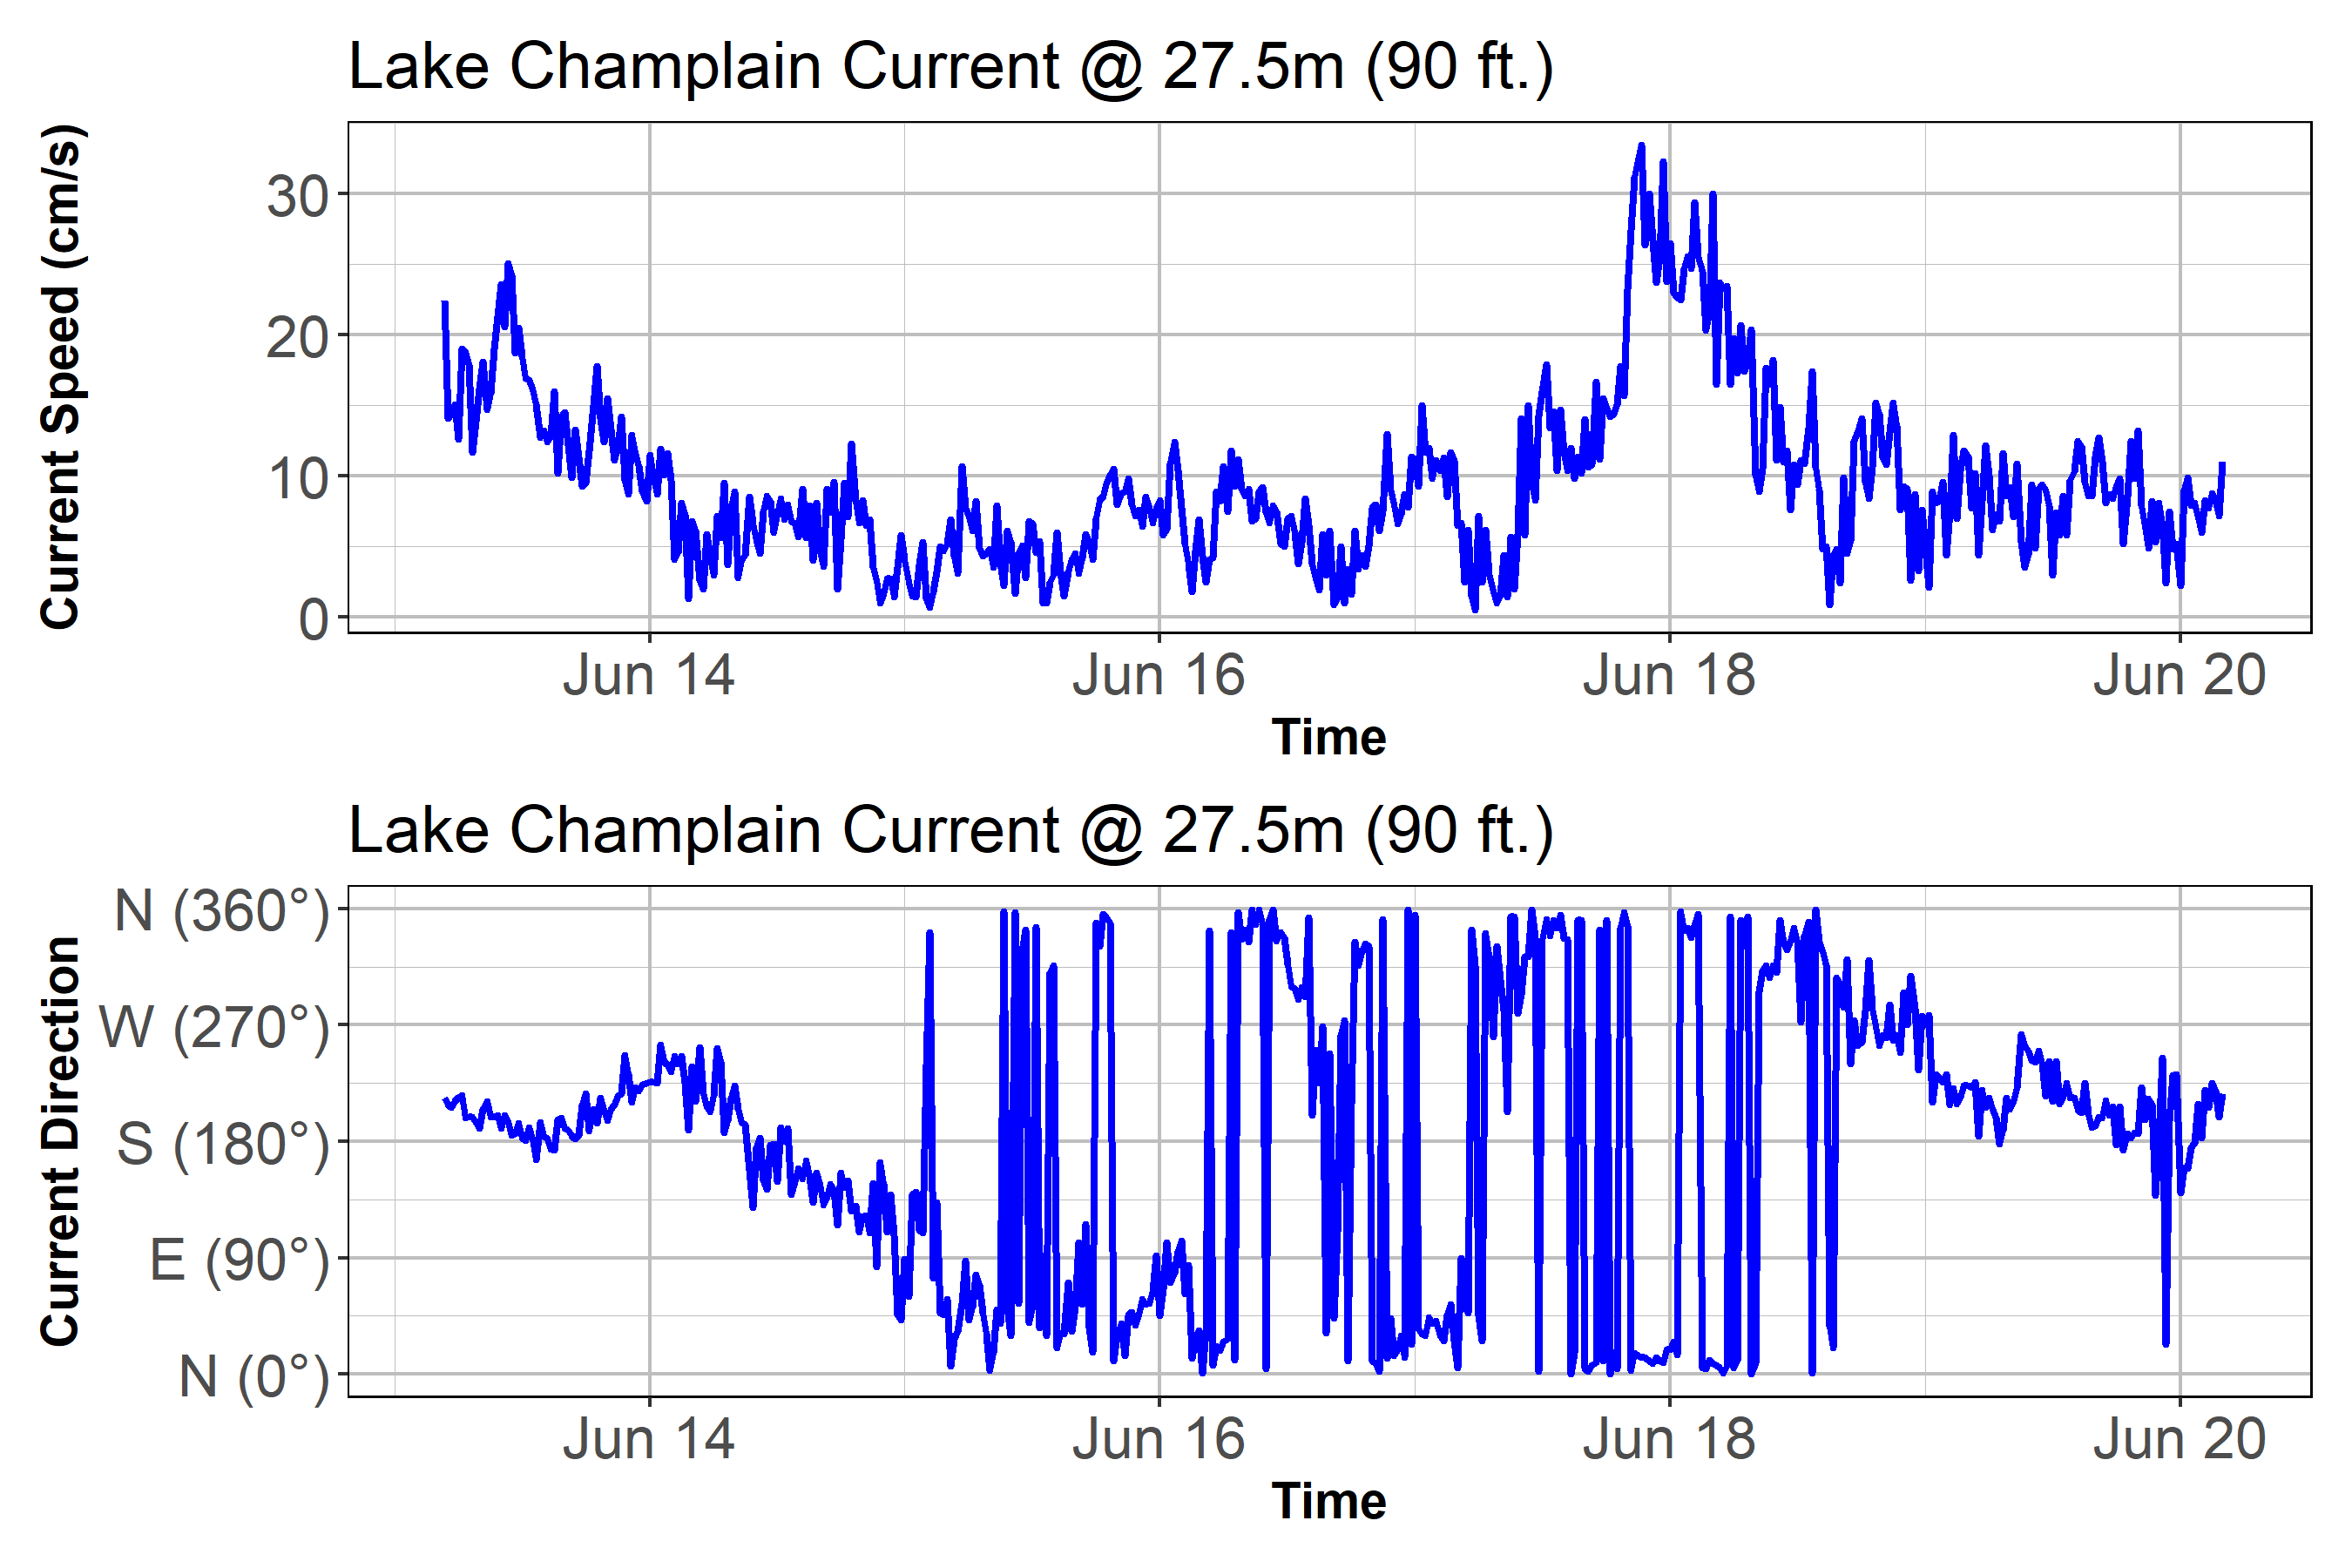 Lake Champlain Current @ 27.5m (90 ft.)
Current Speed (cm/s)
30
20
10
0
Jun 14
Jun 16
Jun 18
Jun 20
Time
Lake Champlain Current @ 27.5m (90 ft.)
Current Direction
N (360°)
W (270°)
S (180°)
E (90°)
N (0°)
Jun 14
Jun 16
Jun 18
Jun 20
Time